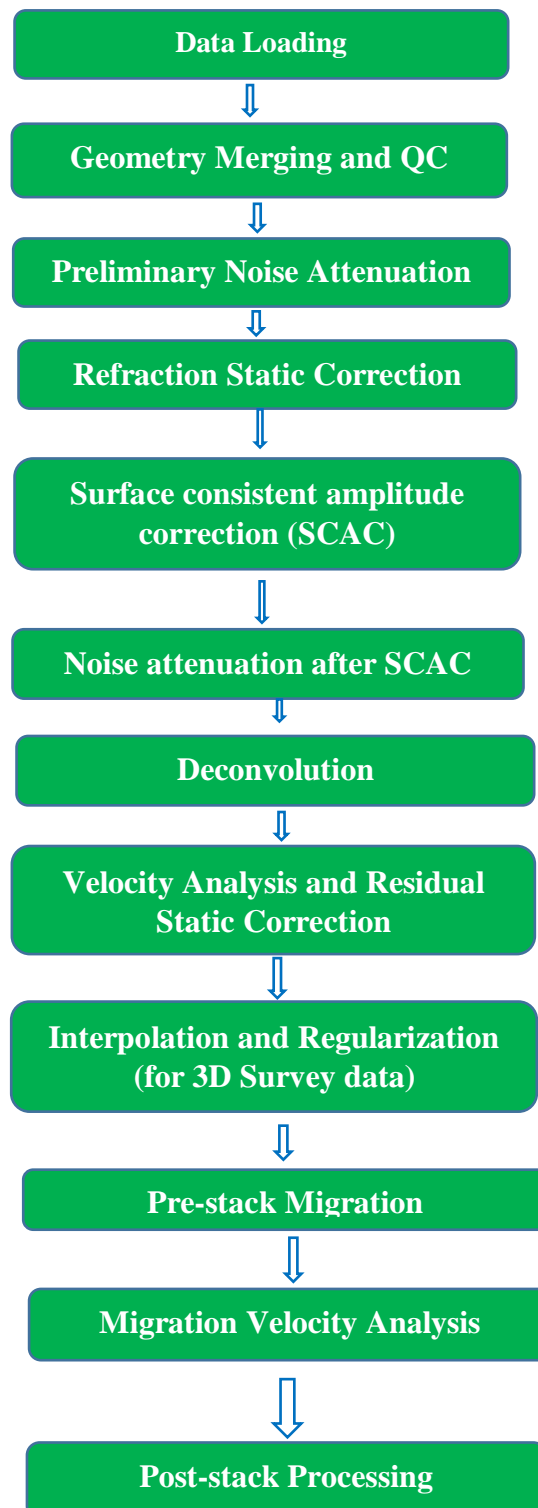 Data Loading
Geometry Merging and QC
Preliminary Noise Attenuation
Refraction Static Correction
Surface consistent amplitude
correction (SCAC)
Noise attenuation after SCAC
Deconvolution
Velocity Analysis and Residual
Static Correction
Interpolation and Regularization
(for 3D Survey data)
Pre-stack Migration
Migration Velocity Analysis
Post-stack Processing